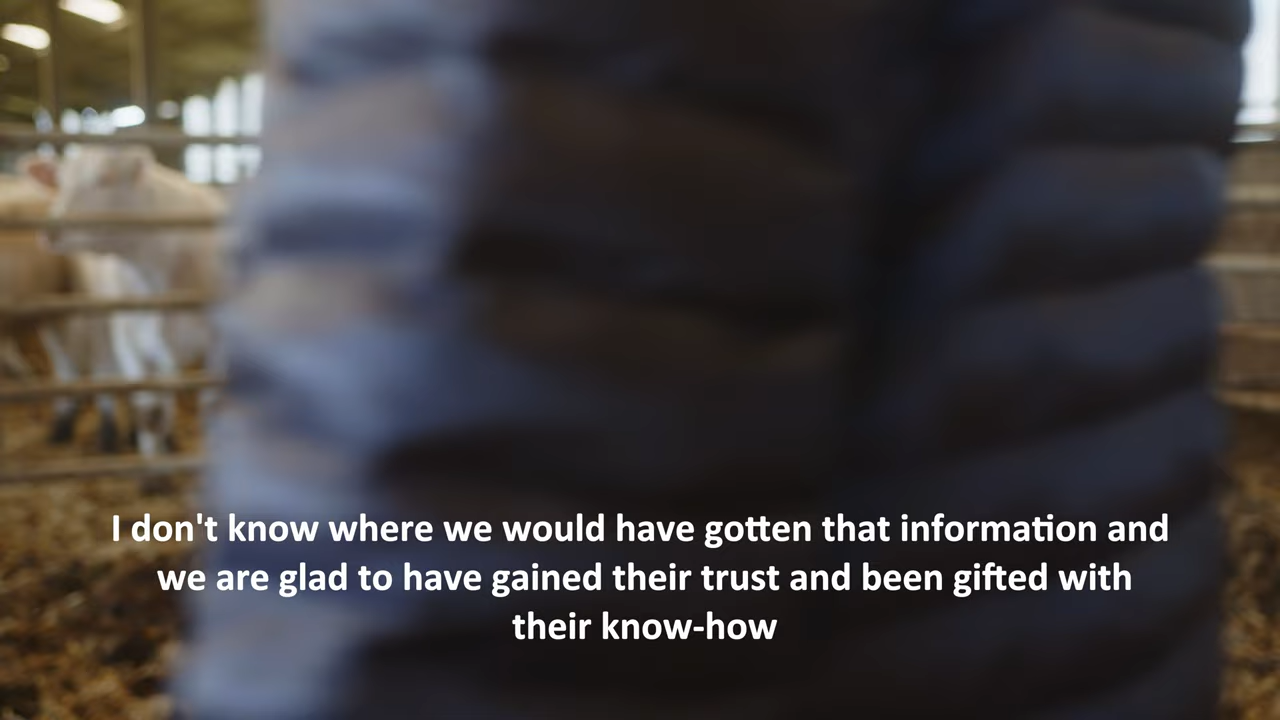 I don't know where we would have gotten that information and
we are glad to have gained their trust and been gifted with
their know-how